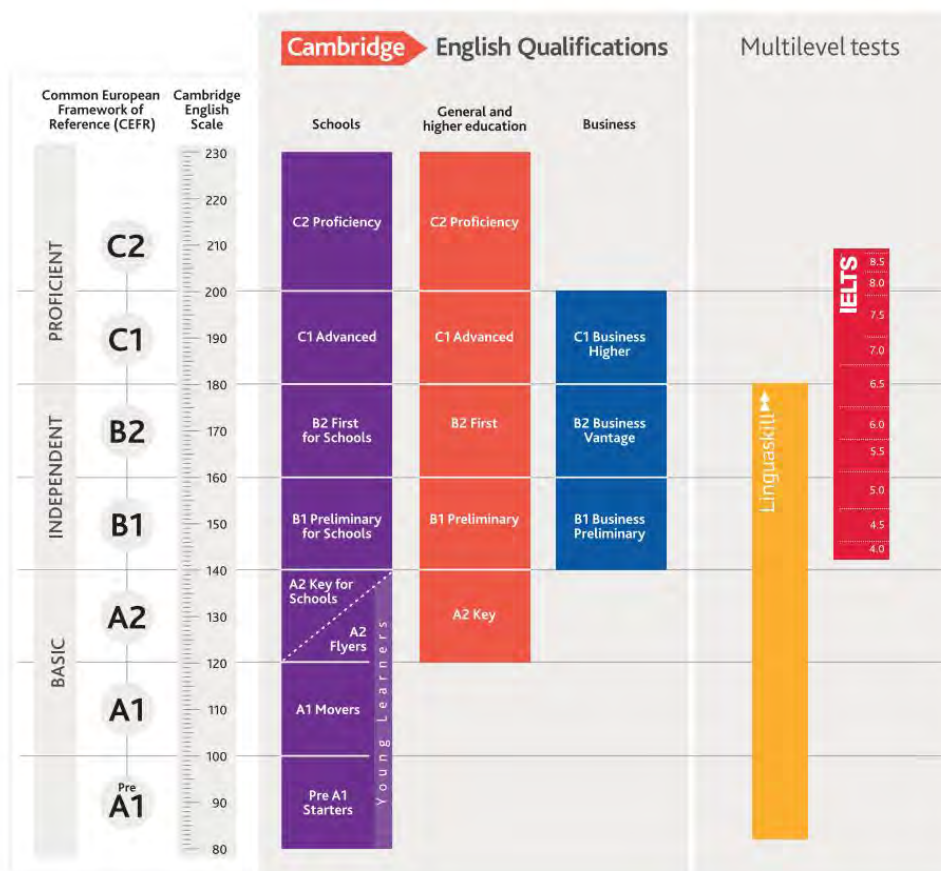 Cambridge English Qualifications
Multilevel tests
Common European
Framework of
Reference (CEFR)
Cambridge
English
Scale
Schools
General and
higher education
Business
PROFICIENT
INDEPENDENT
BASIC
C2
C1
B2
B1
A2
A1
Pre
A1
230
220
210
200
190
180
170
160
150
140
130
120
110
100
90
80
C2 Proficiency
C1 Advanced
B2 First
for Schools
B1 Preliminary
for Schools
A2 Key for
Schools
A2
Flyers
A1 Movers
Pre A1
Starters
Young Learners
C2 Proficiency
C1 Advanced
B2 First
B1 Preliminary
A2 Key
C1 Business
Higher
B2 Business
Vantage
B1 Business
Preliminary
Linguaskill
IELTS
8.5
8.0
7.5
7.0
6.5
6.0
5.5
5.0
4.5
4.0